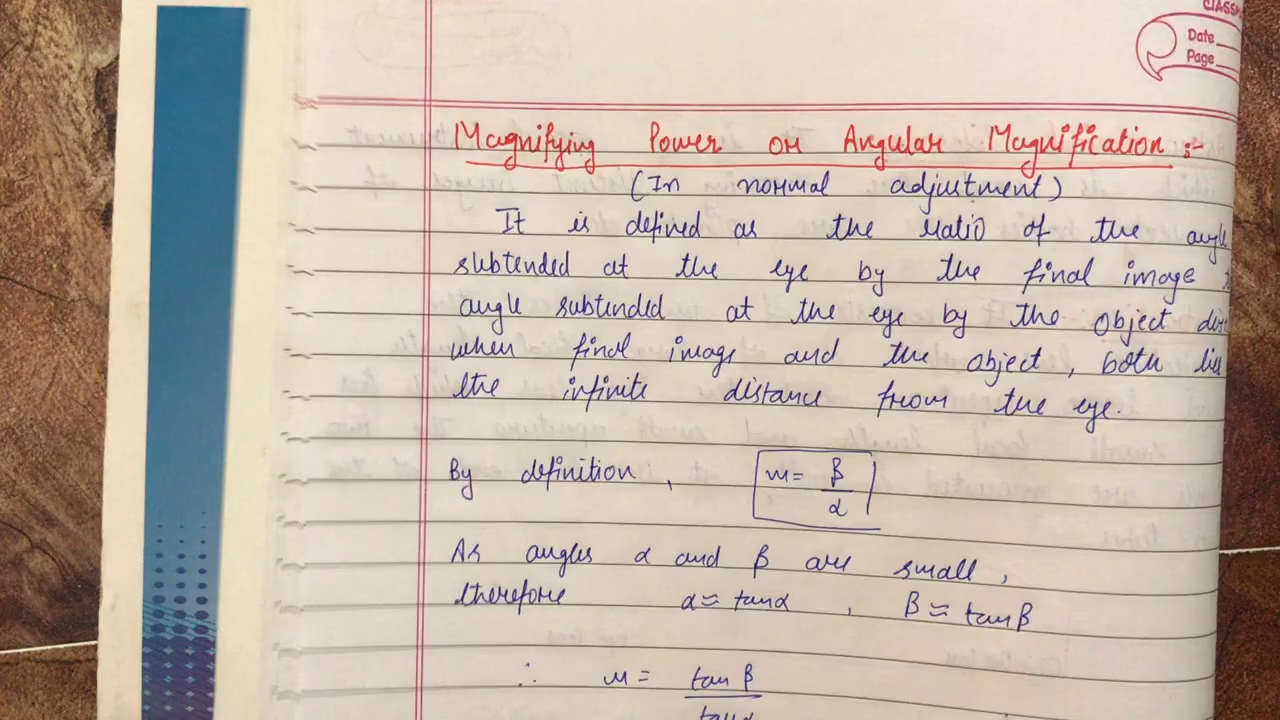 CLASSM
Date
Page
Magnifying Power or Angular Magnification :-
(In normal adjustment)
It is defined as the ratio of the angle
subtended at the eye by the final image
angle subtended at the eye by the object
when final image and the object, both lie
the infinite distance from the eye.
By definition, m = β/α
As angles α and β are small,
therefore α ≈ tanα , β ≈ tanβ
∴ m = tan β / tanα